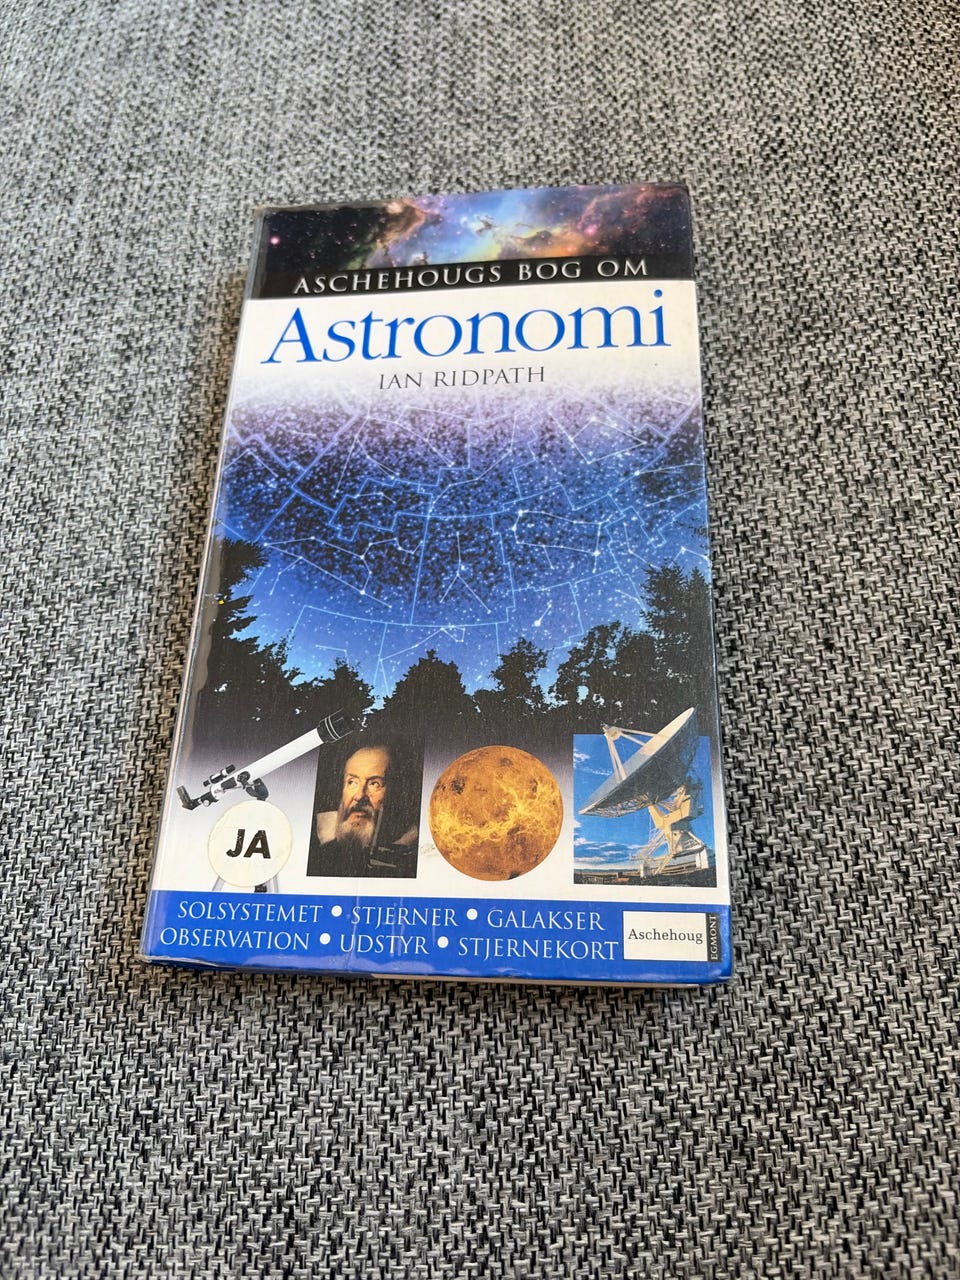 ASCHEHOUGS BOG OM
Astronomi
IAN RIDPATH
JA
SOLSYSTEMET • STJERNER • GALAKSER
OBSERVATION • UDSTYR • STJERNEKORT
Aschehoug
EGMONT